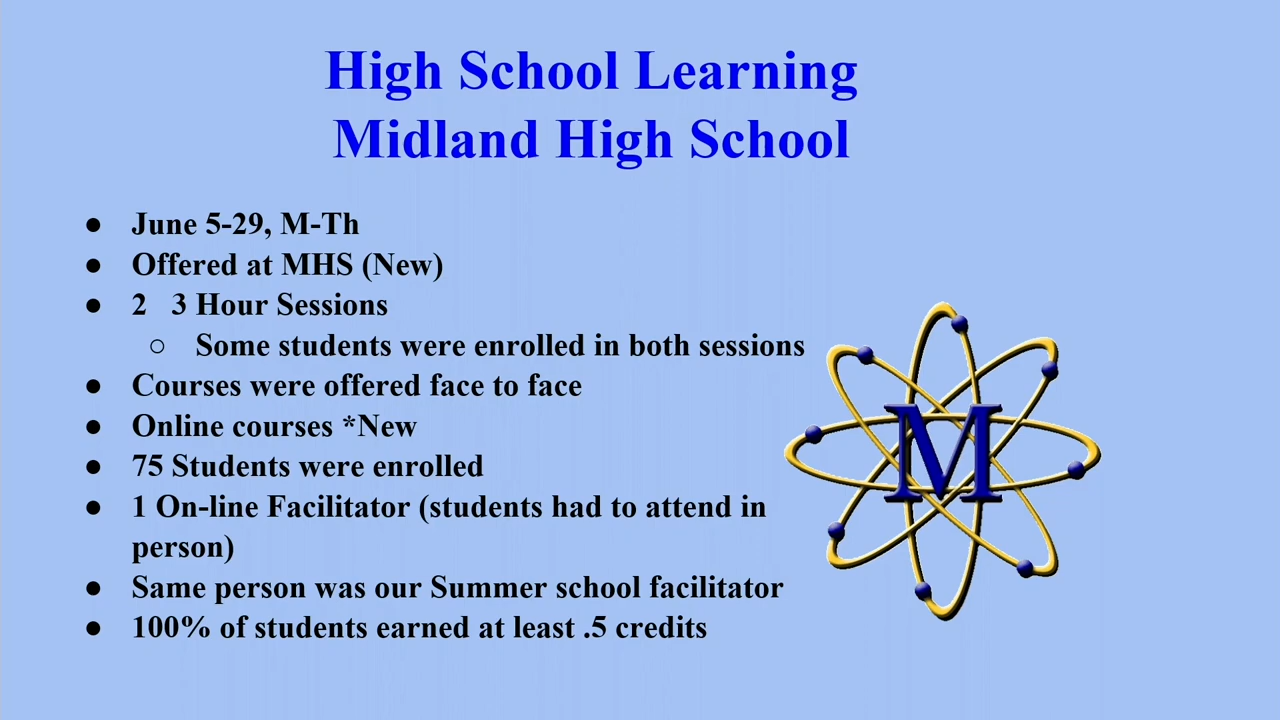 High School Learning
Midland High School
● June 5-29, M-Th
● Offered at MHS (New)
● 2   3 Hour Sessions
○ Some students were enrolled in both sessions
● Courses were offered face to face
● Online courses *New
● 75 Students were enrolled
● 1 On-line Facilitator (students had to attend in
person)
● Same person was our Summer school facilitator
● 100% of students earned at least .5 credits
M